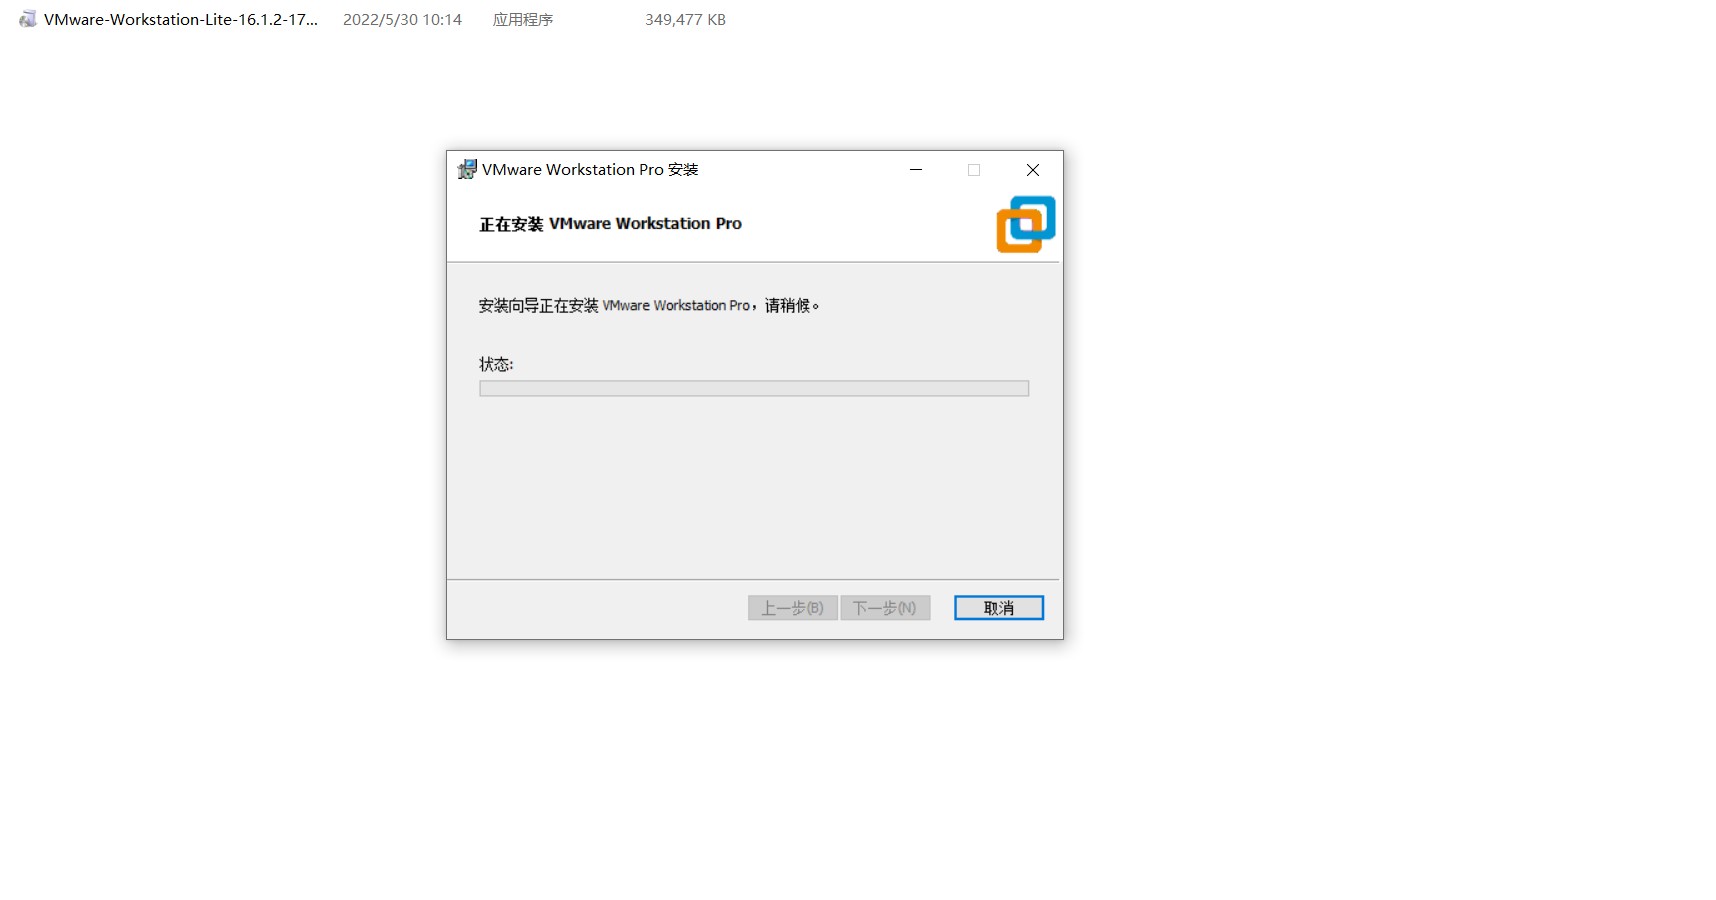 VMware-Workstation-Lite-16.1.2-17... 2022/5/30 10:14 应用程序 349,477 KB
VMware Workstation Pro 安装
正在安装 VMware Workstation Pro
安装向导正在安装 VMware Workstation Pro，请稍候。
状态:
上一步(B) 下一步(N) 取消